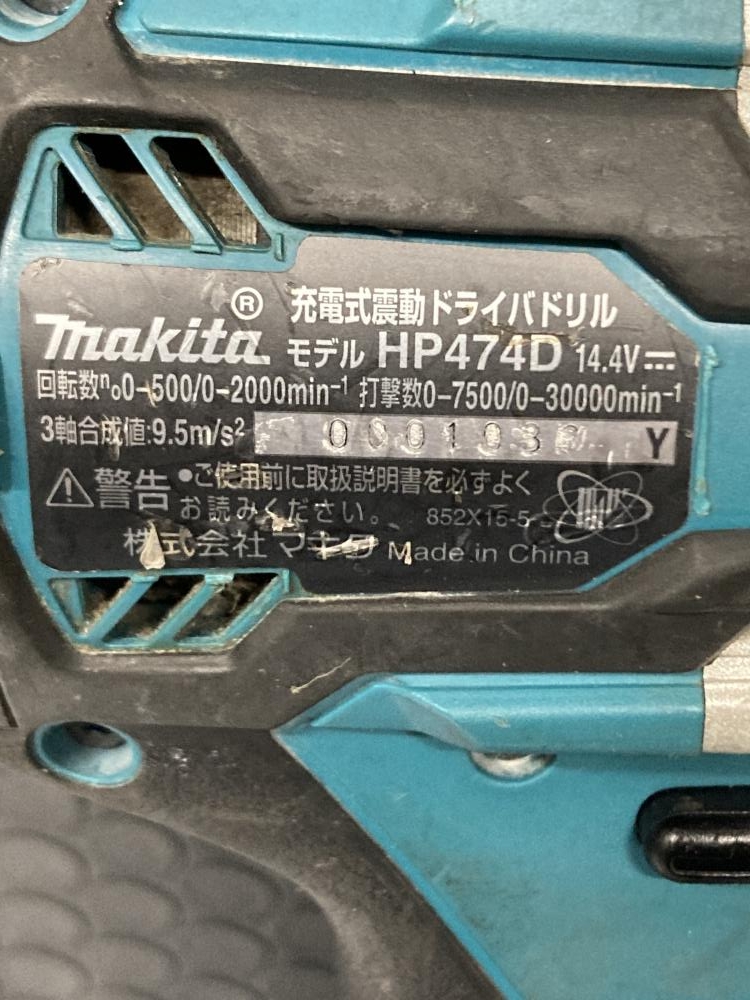 充電式震動ドライバドリル
makita® モデル HP474D 14.4V⎓
回転数n₀0-500/0-2000min⁻¹ 打撃数0-7500/0-30000min⁻¹
3軸合成値:9.5m/s² Y
⚠警告 •ご使用前に取扱説明書を必ずよく
お読みください。 852X15-5
株式会社 マキタ Made in China